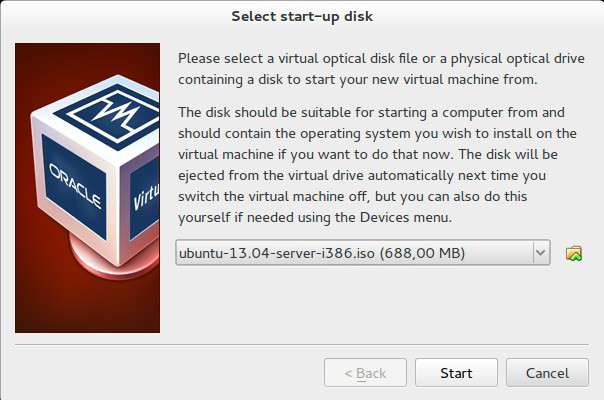 Select start-up disk
Please select a virtual optical disk file or a physical optical drive
containing a disk to start your new virtual machine from.
The disk should be suitable for starting a computer from and
should contain the operating system you wish to install on the
virtual machine if you want to do that now. The disk will be
ejected from the virtual drive automatically next time you
switch the virtual machine off, but you can also do this
yourself if needed using the Devices menu.
ORACLE
Virtu
ubuntu-13.04-server-i386.iso (688,00 MB)
< Back
Start
Cancel